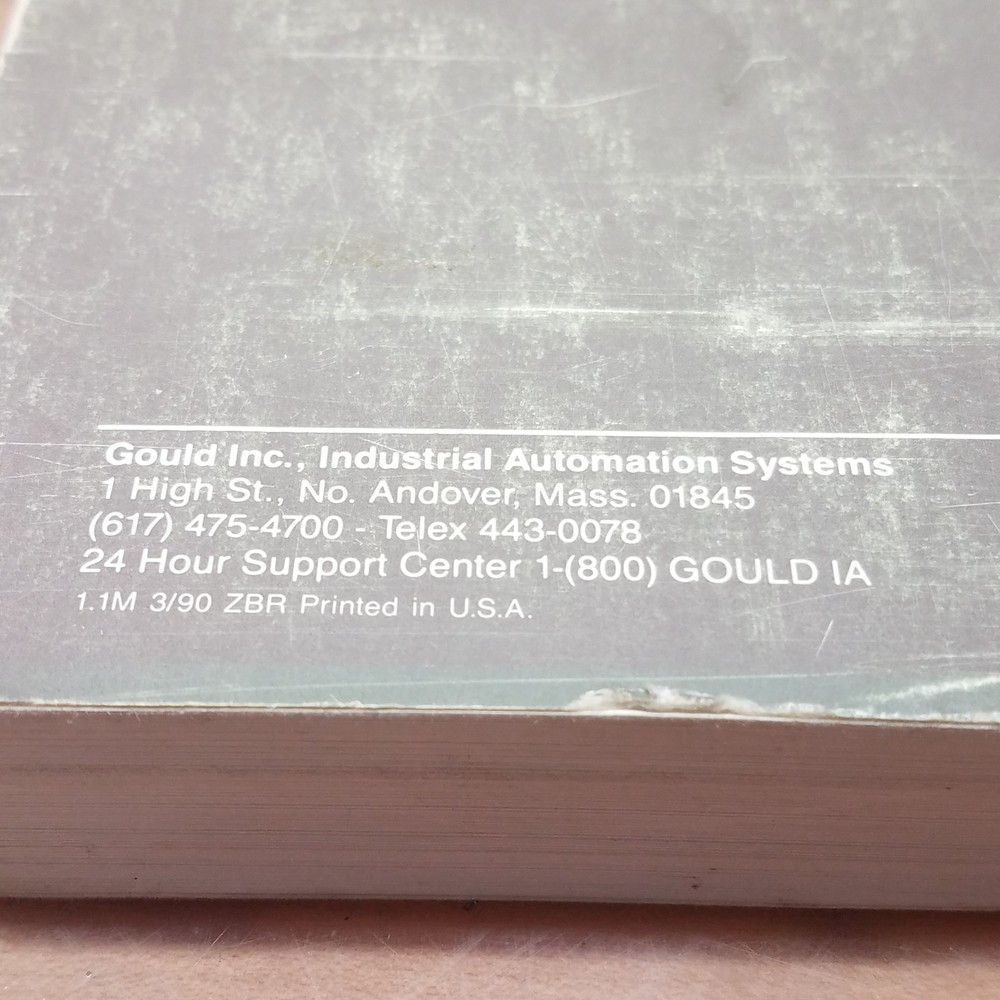 Gould Inc., Industrial Automation Systems
1 High St., No. Andover, Mass. 01845
(617) 475-4700 - Telex 443-0078
24 Hour Support Center 1-(800) GOULD IA
1.1M 3/90 ZBR Printed in U.S.A.